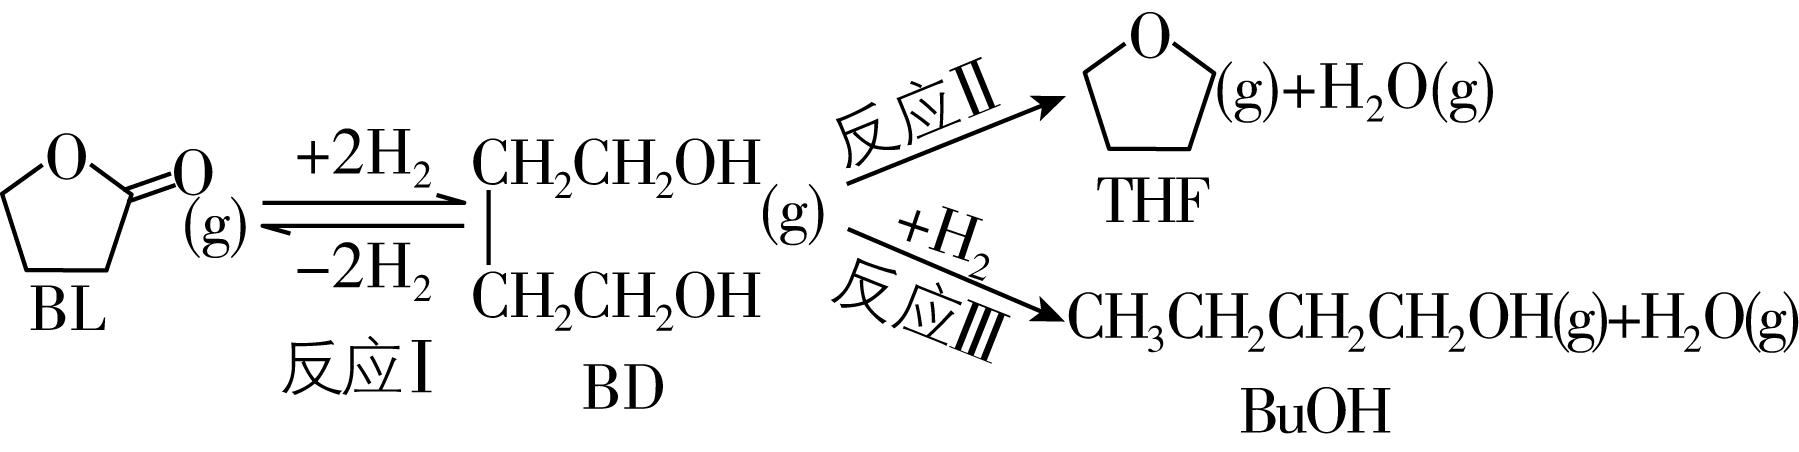 O O (g)
BL
+2H₂
−2H₂
反应Ⅰ
CH₂CH₂OH
(g)
CH₂CH₂OH
BD
反应Ⅱ
O (g)+H₂O(g)
THF
+H₂
反应Ⅲ
CH₃CH₂CH₂CH₂OH(g)+H₂O(g)
BuOH